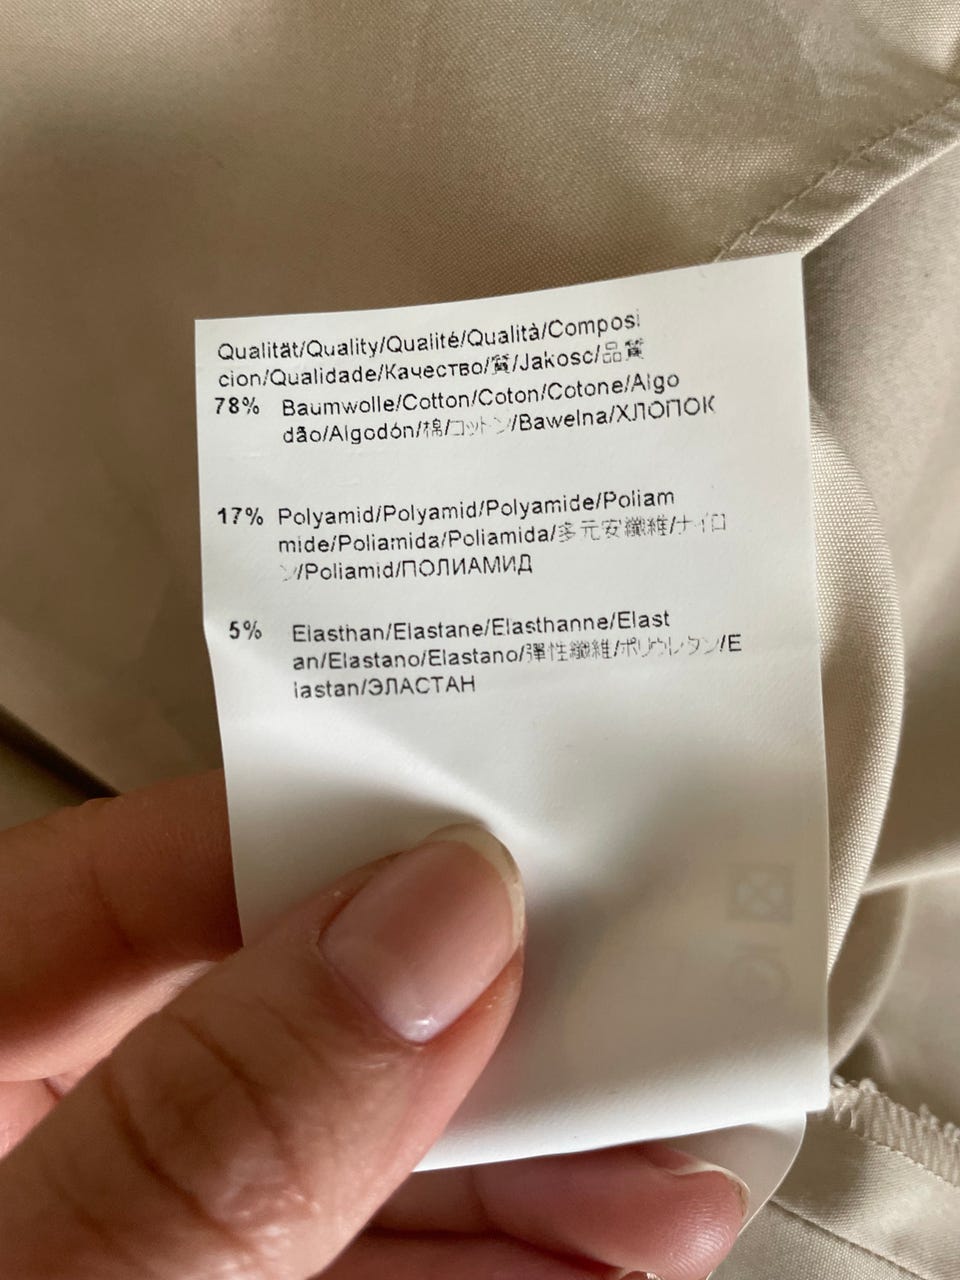 Qualität/Quality/Qualité/Qualità/Composi
cion/Qualidade/Качество/質/Jakosc/品質
78% Baumwolle/Cotton/Coton/Cotone/Algo
dão/Algodón/棉/コットン/Bawelna/ХЛОПОК
17% Polyamid/Polyamid/Polyamide/Poliam
mide/Poliamida/Poliamida/多元安纖維/ナイロ
ン/Poliamid/ПОЛИАМИД
5% Elasthan/Elastane/Elasthanne/Elast
an/Elastano/Elastano/彈性纖維/ポリウレタン/E
lastan/ЭЛАСТАН